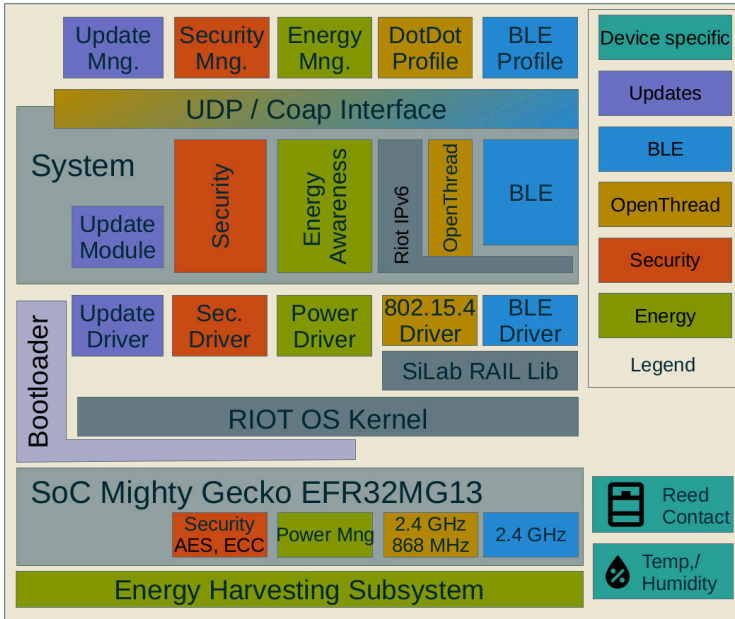 Update
Mng.
Security
Mng.
Energy
Mng.
DotDot
Profile
BLE
Profile
UDP / Coap Interface
System
Update
Module
Security
Energy
Awareness
Riot IPv6
OpenThread
BLE
Bootloader
Update
Driver
Sec.
Driver
Power
Driver
802.15.4
Driver
BLE
Driver
SiLab RAIL Lib
RIOT OS Kernel
SoC Mighty Gecko EFR32MG13
Security
AES, ECC
Power Mng
2.4 GHz
868 MHz
2.4 GHz
Energy Harvesting Subsystem
Device specific
Updates
BLE
OpenThread
Security
Energy
Legend
Reed
Contact
Temp,/
Humidity